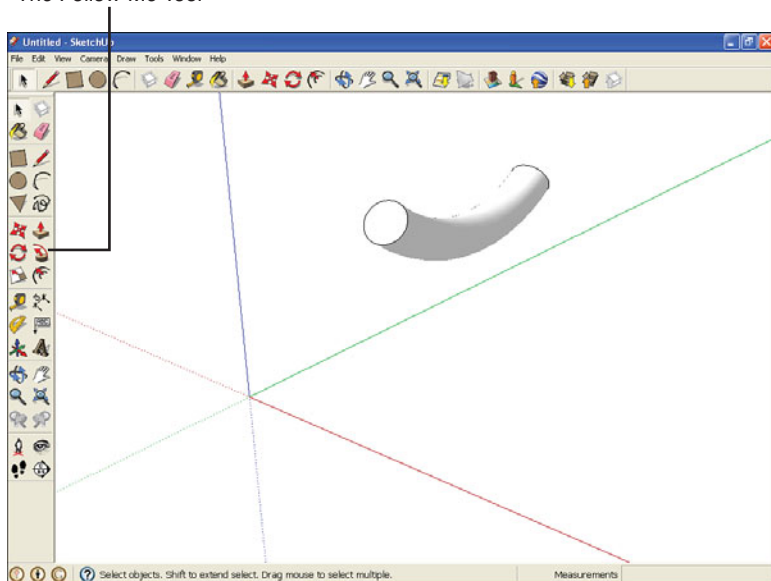 The Follow Me Tool
Untitled - SketchUp
File Edit View Camera Draw Tools Window Help
Select objects. Shift to extend select. Drag mouse to select multiple.
Measurements